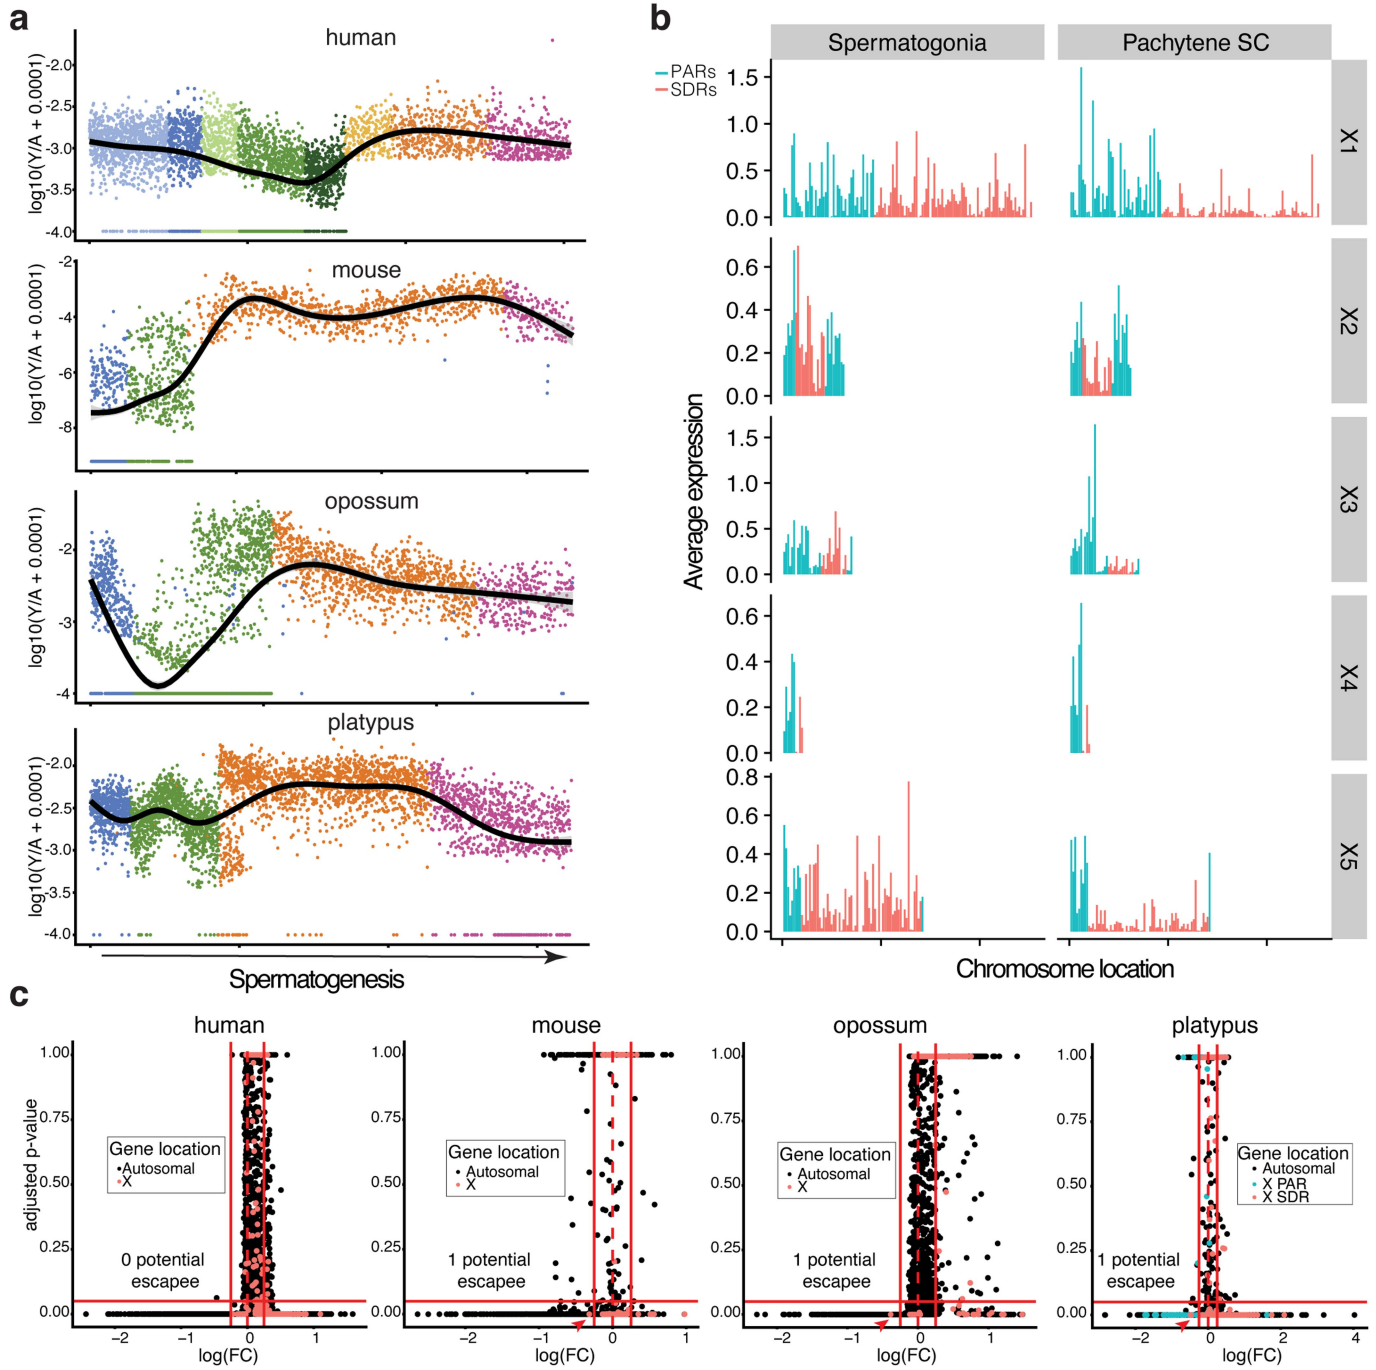 a
human
log10(Y/A + 0.0001)
-2.0
-2.5
-3.0
-3.5
-4.0
mouse
log10(Y/A + 0.0001)
-2
-4
-6
-8
opossum
log10(Y/A + 0.0001)
-2
-3
-4
platypus
log10(Y/A + 0.0001)
-2.0
-2.5
-3.0
-3.5
-4.0
Spermatogenesis
b
PARs
SDRs
Spermatogonia
Pachytene SC
Average expression
1.5
1.0
0.5
0.0
X1
0.6
0.4
0.2
0.0
X2
1.5
1.0
0.5
0.0
X3
0.6
0.4
0.2
0.0
X4
0.8
0.6
0.4
0.2
0.0
X5
Chromosome location
c
human
adjusted p-value
1.00
0.75
0.50
0.25
0.00
Gene location
Autosomal
X
0 potential
escapee
−2 −1 0 1
log(FC)
mouse
1.00
0.75
0.50
0.25
0.00
Gene location
Autosomal
X
1 potential
escapee
−2 −1 0 1
log(FC)
opossum
1.00
0.75
0.50
0.25
0.00
Gene location
Autosomal
X
1 potential
escapee
−2 −1 0 1
log(FC)
platypus
1.00
0.75
0.50
0.25
0.00
Gene location
Autosomal
X PAR
X SDR
1 potential
escapee
−2 0 2 4
log(FC)